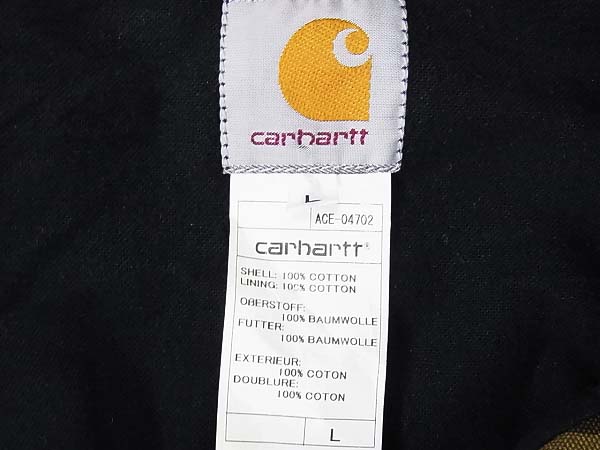 carhartt
L
ACE-04702
carhartt®
SHELL: 100% COTTON
LINING: 100% COTTON
OBERSTOFF:
100% BAUMWOLLE
FUTTER:
100% BAUMWOLLE
EXTERIEUR:
100% COTON
DOUBLURE:
100% COTON
L